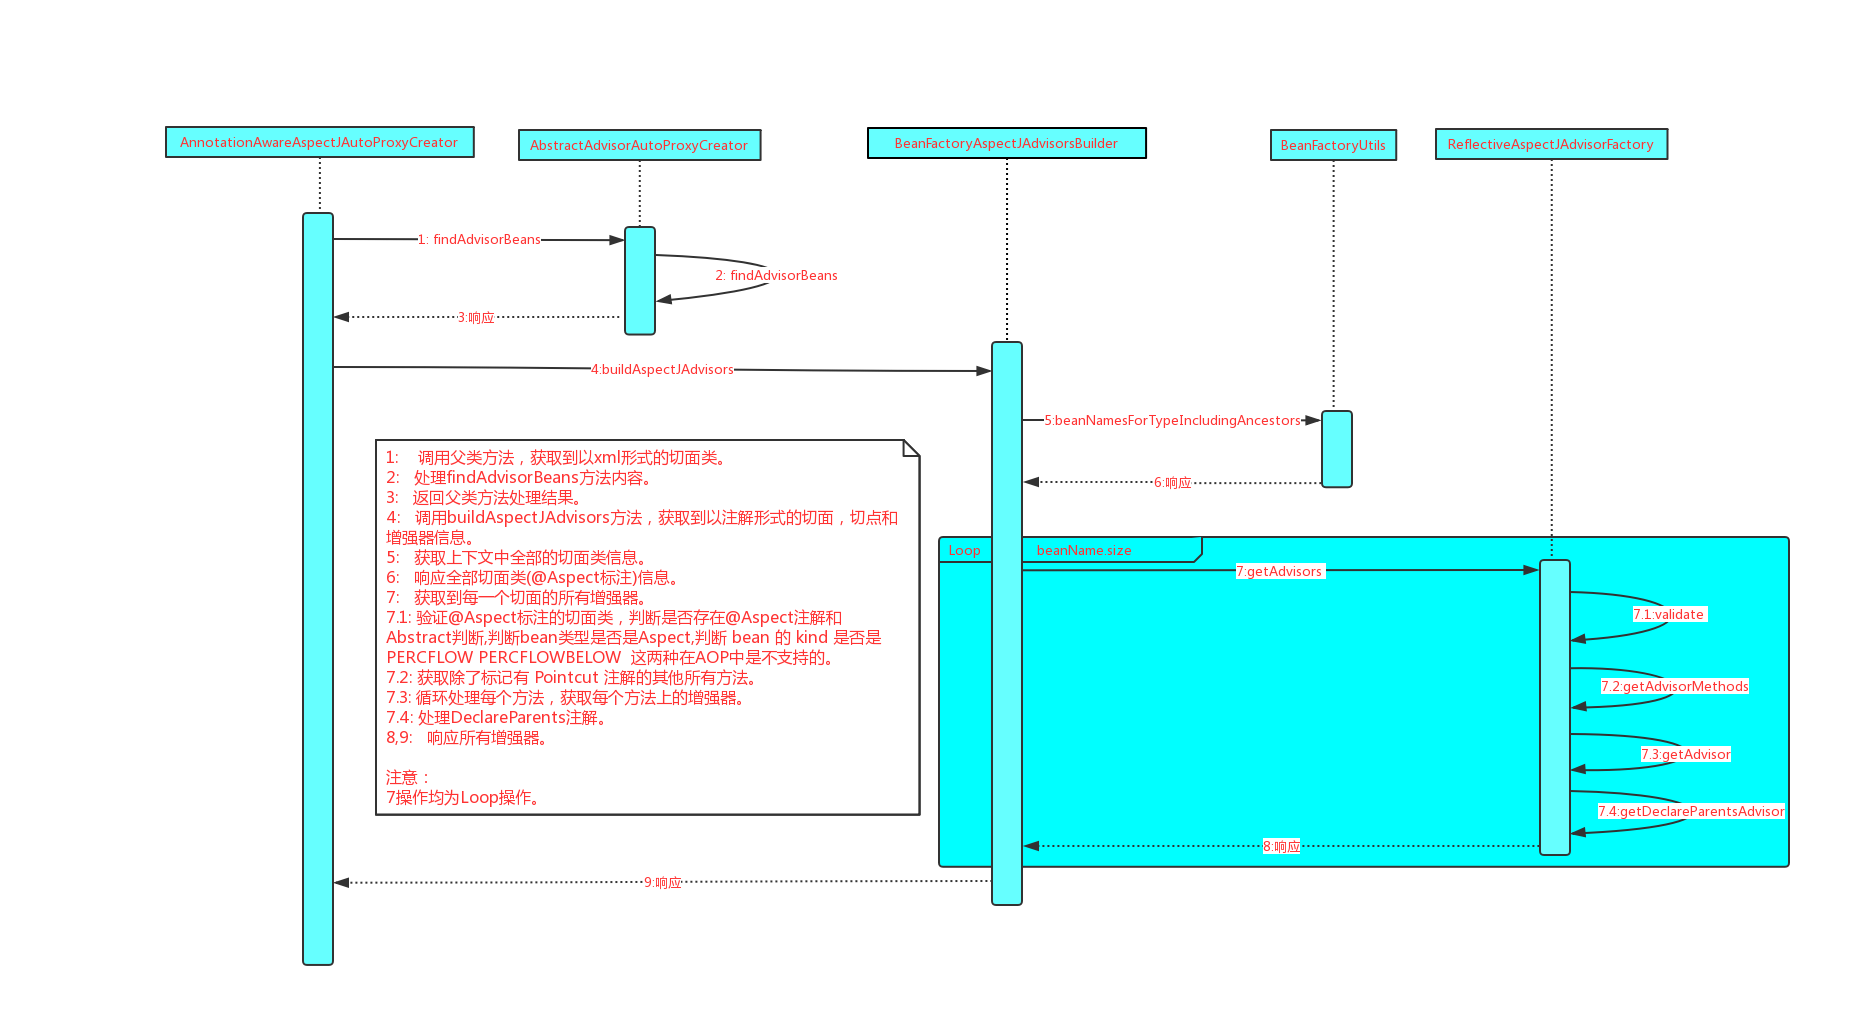 AnnotationAwareAspectJAutoProxyCreator
AbstractAdvisorAutoProxyCreator
BeanFactoryAspectJAdvisorsBuilder
BeanFactoryUtils
ReflectiveAspectJAdvisorFactory
1: findAdvisorBeans
2: findAdvisorBeans
3:响应
4:buildAspectJAdvisors
5:beanNamesForTypeIncludingAncestors
6:响应
1: 调用父类方法，获取到以xml形式的切面类。
2: 处理findAdvisorBeans方法内容。
3: 返回父类方法处理结果。
4: 调用buildAspectJAdvisors方法，获取到以注解形式的切面，切点和
增强器信息。
5: 获取上下文中全部的切面类信息。
6: 响应全部切面类(@Aspect标注)信息。
7: 获取到每一个切面的所有增强器。
7.1: 验证@Aspect标注的切面类，判断是否存在@Aspect注解和
Abstract判断,判断bean类型是否是Aspect,判断 bean 的 kind 是否是
PERCFLOW PERCFLOWBELOW 这两种在AOP中是不支持的。
7.2: 获取除了标记有 Pointcut 注解的其他所有方法。
7.3: 循环处理每个方法，获取每个方法上的增强器。
7.4: 处理DeclareParents注解。
8,9: 响应所有增强器。
注意：
7操作均为Loop操作。
Loop
beanName.size
7:getAdvisors
7.1:validate
7.2:getAdvisorMethods
7.3:getAdvisor
7.4:getDeclareParentsAdvisor
8:响应
9:响应